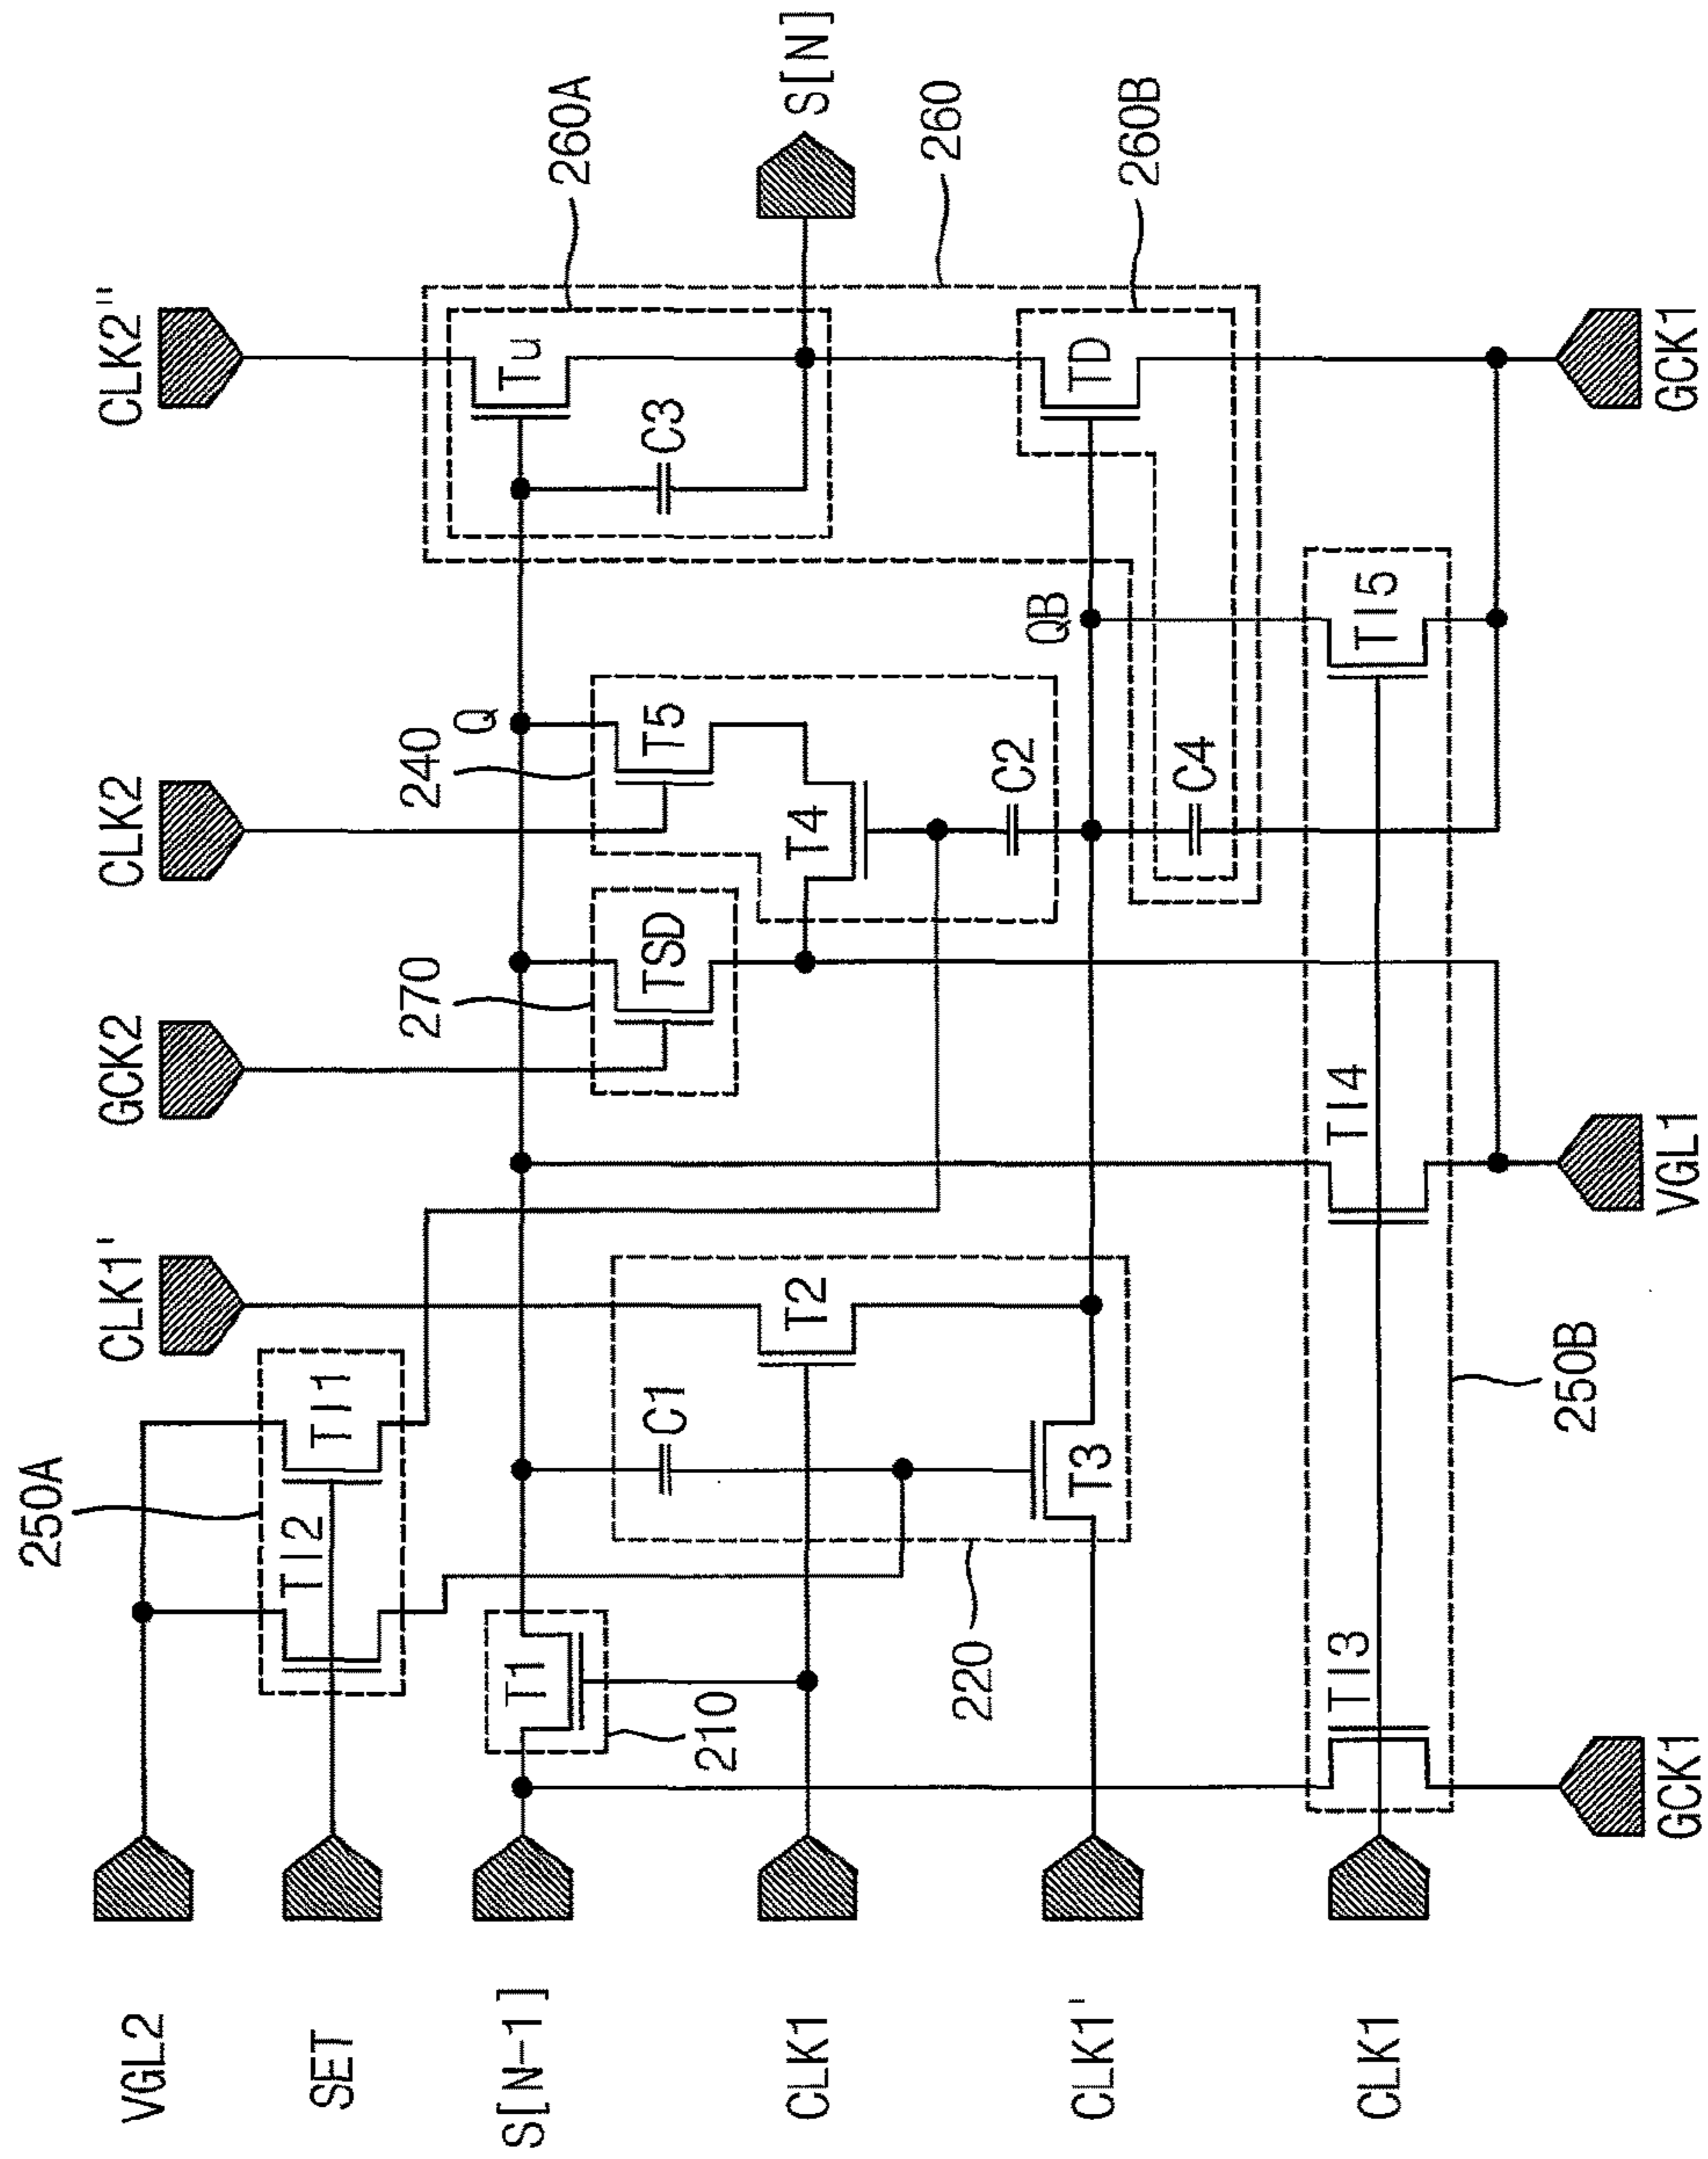 CLK1'
GCK2
CLK2
CLK2"
250A
VGL2
SET
TI2
TI1
270
240
Q
260A
S[N-1]
T1
210
C1
TSD
T5
C3
Tu
S[N]
CLK1
T2
T4
260
220
C2
QB
CLK1'
T3
C4
TD
260B
CLK1
TI3
TI4
TI5
250B
GCK1
VGL1
GCK1